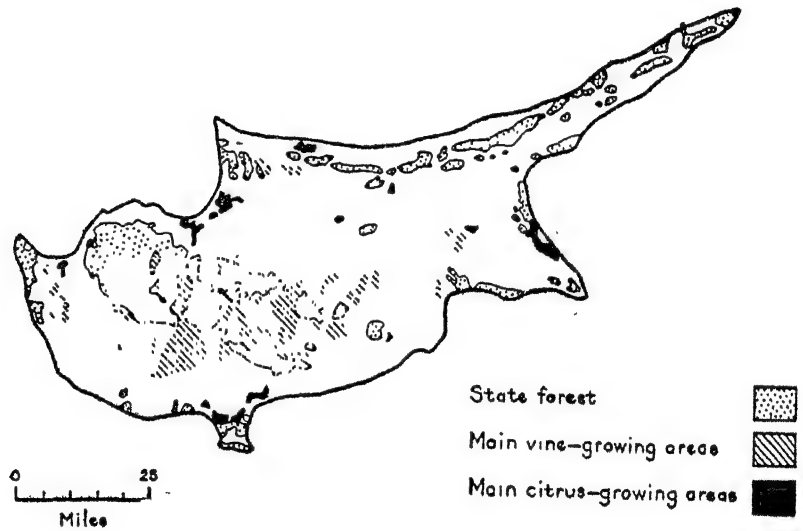 State forest
Main vine-growing areas
Main citrus-growing areas
0 25
Miles